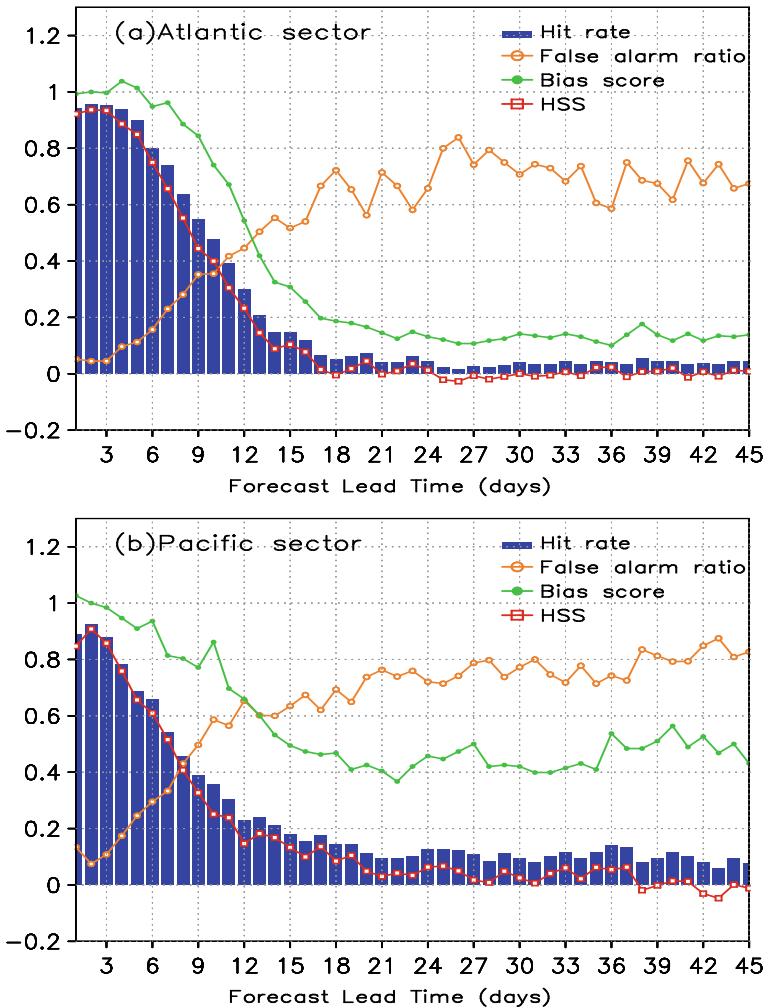 (a)Atlantic sector
Hit rate
False alarm ratio
Bias score
HSS
1.2
1
0.8
0.6
0.4
0.2
0
−0.2
3 6 9 12 15 18 21 24 27 30 33 36 39 42 45
Forecast Lead Time (days)
(b)Pacific sector
Hit rate
False alarm ratio
Bias score
HSS
1.2
1
0.8
0.6
0.4
0.2
0
−0.2
3 6 9 12 15 18 21 24 27 30 33 36 39 42 45
Forecast Lead Time (days)